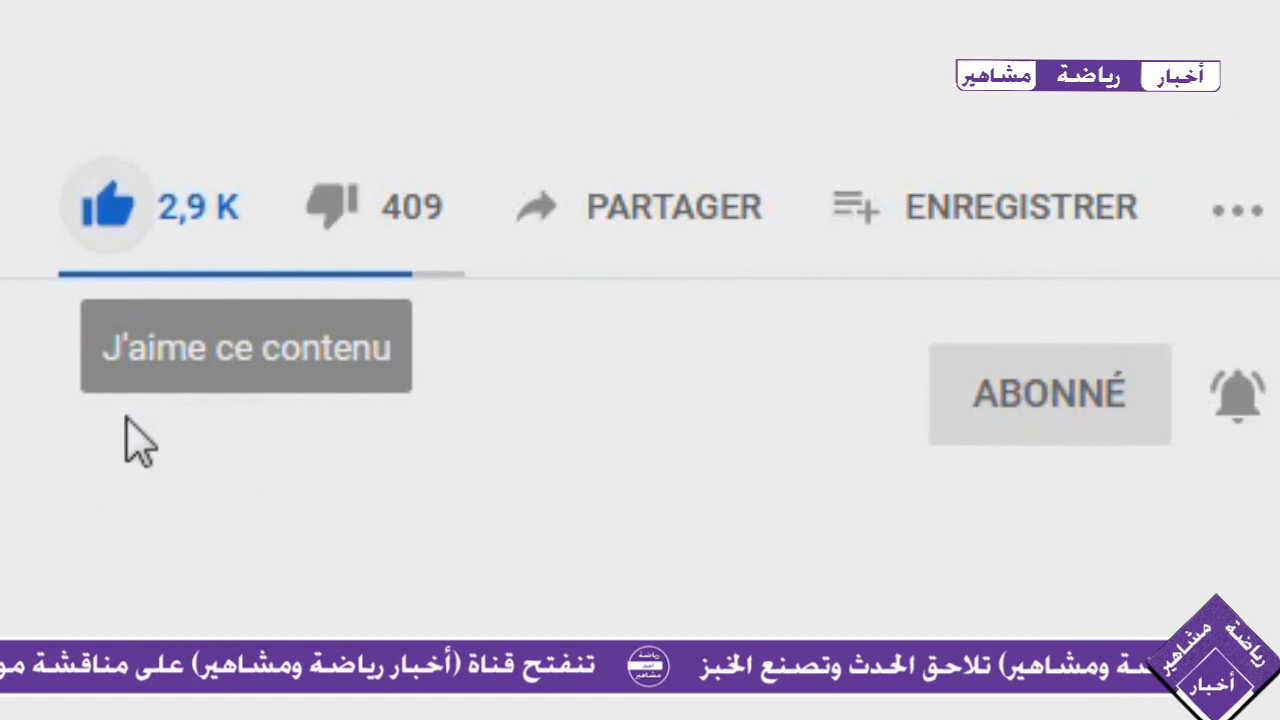 أخبار رياضة مشاهير
2,9 K 409 PARTAGER ENREGISTRER
J'aime ce contenu
ABONNÉ
ـة ومشاهير) تلاحق الحدث وتصنع الخبز
تنفتح قناة (أخبار رياضة ومشاهير) على مناقشة
رياضة مشاهير
أخبار